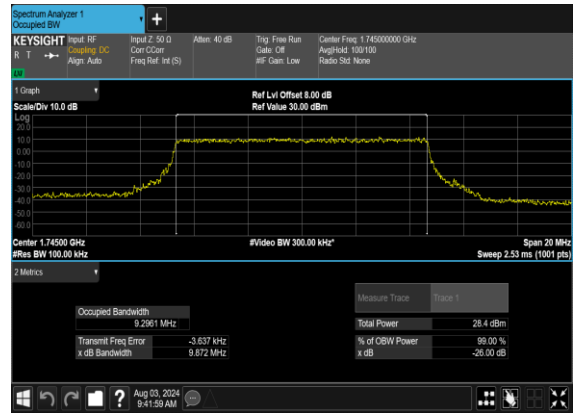 Spectrum Analyzer 1
Occupied BW
+
KEYSIGHT
R T
LW
Input: RF
Coupling: DC
Align: Auto
Input Z: 50 Ω
Corr CCorr
Freq Ref: Int (S)
Atten: 40 dB
Trig: Free Run
Gate: Off
#IF Gain: Low
Center Freq: 1.745000000 GHz
Avg|Hold: 100/100
Radio Std: None
1 Graph
Scale/Div 10.0 dB
Ref Lvl Offset 8.00 dB
Ref Value 30.00 dBm
Log
20.0
10.0
0.00
-10.0
-20.0
-30.0
-40.0
-50.0
-60.0
Center 1.74500 GHz
#Res BW 100.00 kHz
#Video BW 300.00 kHz*
Span 20 MHz
Sweep 2.53 ms (1001 pts)
2 Metrics
Measure Trace
Trace 1
Occupied Bandwidth
9.2961 MHz
Total Power
28.4 dBm
Transmit Freq Error
-3.637 kHz
% of OBW Power
99.00 %
x dB Bandwidth
9.872 MHz
x dB
-26.00 dB
?
Aug 03, 2024
9:41:59 AM